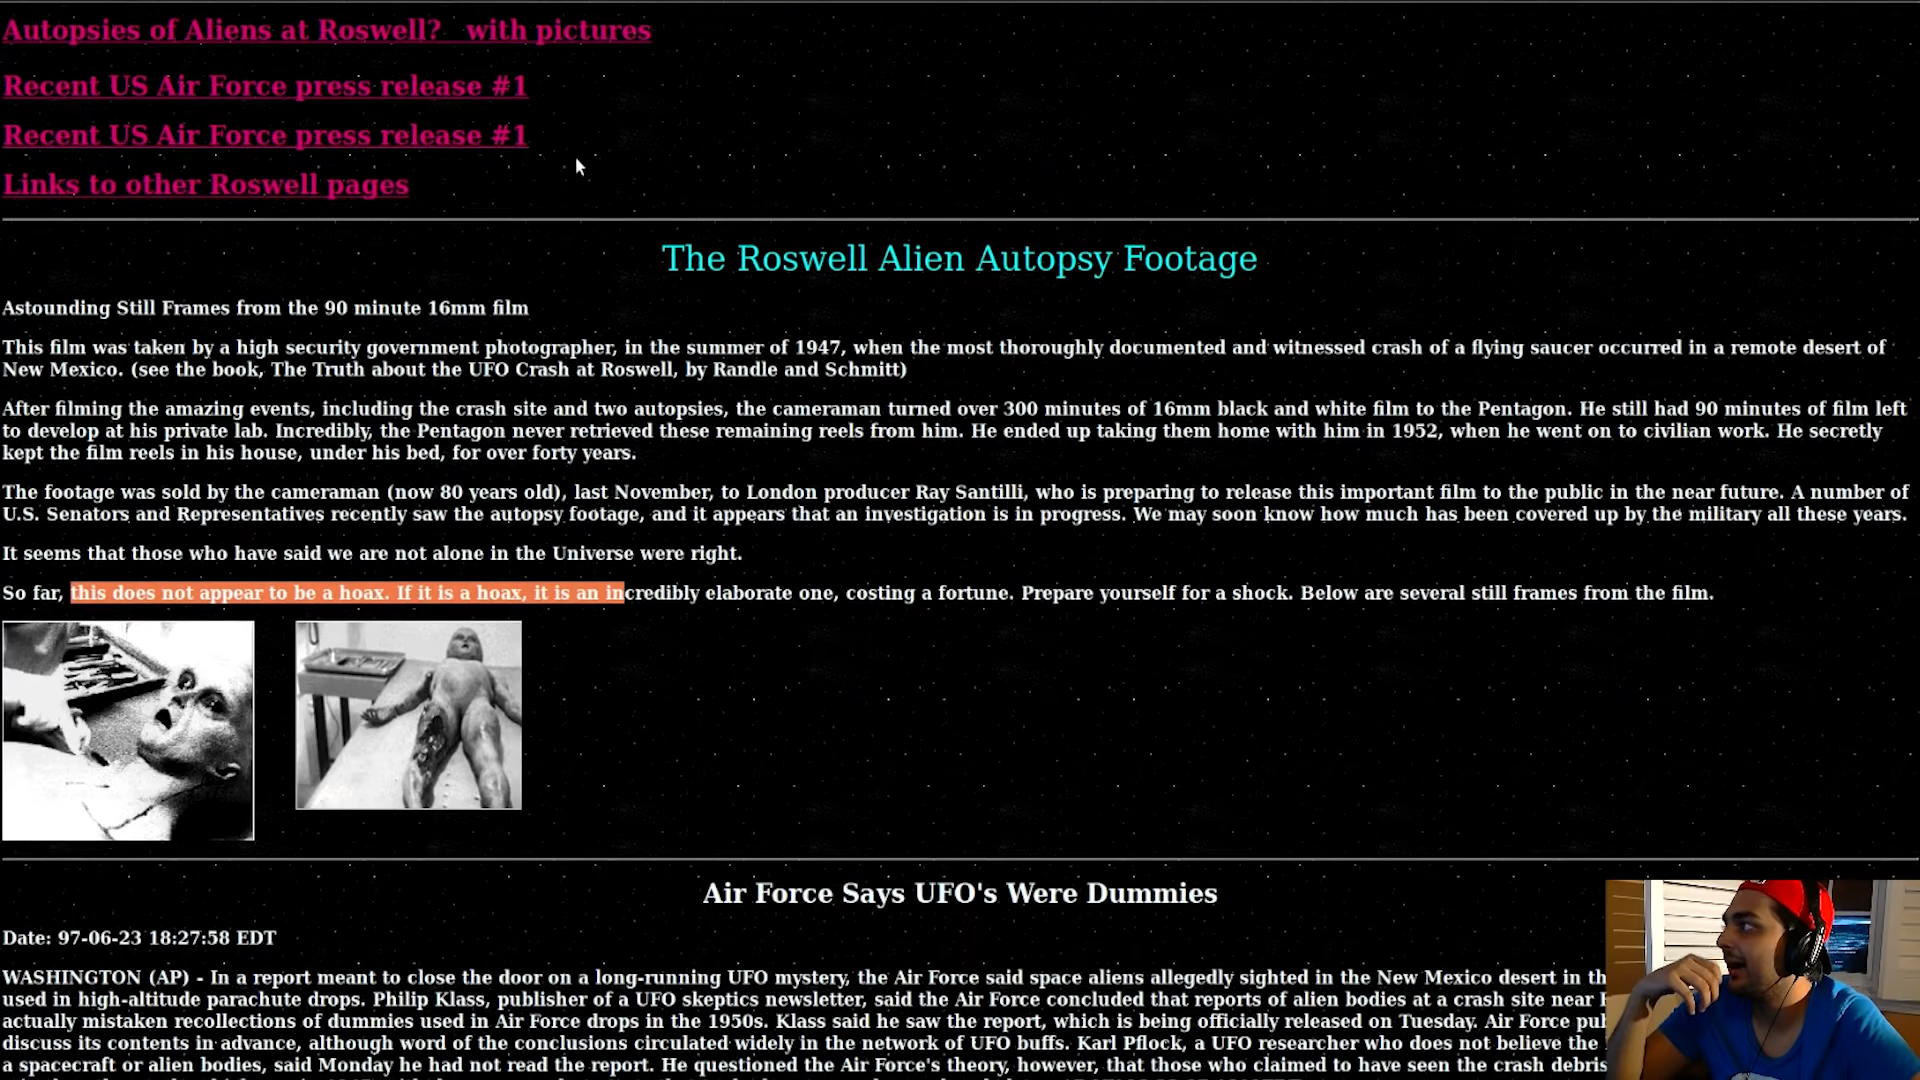 Autopsies of Aliens at Roswell?   with pictures
Recent US Air Force press release #1
Recent US Air Force press release #1
Links to other Roswell pages
The Roswell Alien Autopsy Footage
Astounding Still Frames from the 90 minute 16mm film
This film was taken by a high security government photographer, in the summer of 1947, when the most thoroughly documented and witnessed crash of a flying saucer occurred in a remote desert of
New Mexico. (see the book, The Truth about the UFO Crash at Roswell, by Randle and Schmitt)
After filming the amazing events, including the crash site and two autopsies, the cameraman turned over 300 minutes of 16mm black and white film to the Pentagon. He still had 90 minutes of film left
to develop at his private lab. Incredibly, the Pentagon never retrieved these remaining reels from him. He ended up taking them home with him in 1952, when he went on to civilian work. He secretly
kept the film reels in his house, under his bed, for over forty years.
The footage was sold by the cameraman (now 80 years old), last November, to London producer Ray Santilli, who is preparing to release this important film to the public in the near future. A number of
U.S. Senators and Representatives recently saw the autopsy footage, and it appears that an investigation is in progress. We may soon know how much has been covered up by the military all these years.
It seems that those who have said we are not alone in the Universe were right.
So far, this does not appear to be a hoax. If it is a hoax, it is an incredibly elaborate one, costing a fortune. Prepare yourself for a shock. Below are several still frames from the film.
Air Force Says UFO's Were Dummies
Date: 97-06-23 18:27:58 EDT
WASHINGTON (AP) - In a report meant to close the door on a long-running UFO mystery, the Air Force said space aliens allegedly sighted in the New Mexico desert in th
used in high-altitude parachute drops. Philip Klass, publisher of a UFO skeptics newsletter, said the Air Force concluded that reports of alien bodies at a crash site near
actually mistaken recollections of dummies used in Air Force drops in the 1950s. Klass said he saw the report, which is being officially released on Tuesday. Air Force pub
discuss its contents in advance, although word of the conclusions circulated widely in the network of UFO buffs. Karl Pflock, a UFO researcher who does not believe the
a spacecraft or alien bodies, said Monday he had not read the report. He questioned the Air Force's theory, however, that those who claimed to have seen the crash debris